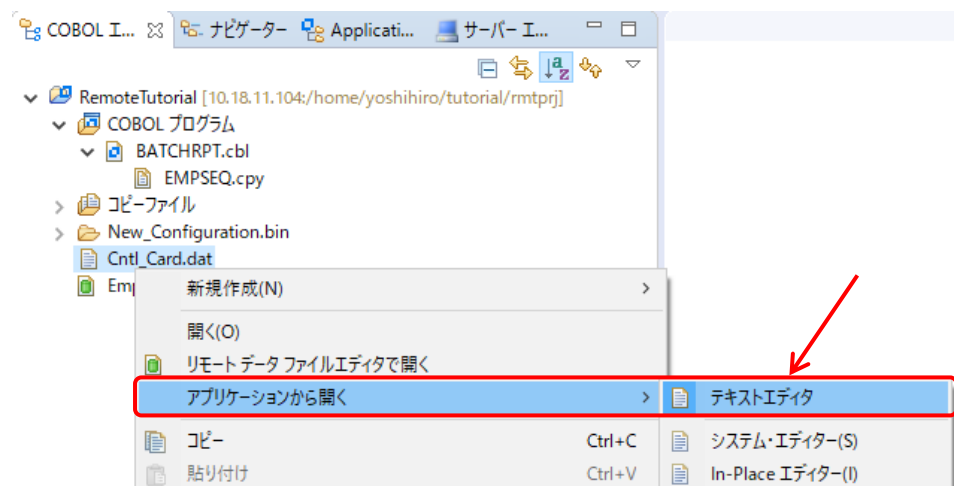 COBOL エ... ナビゲーター Applicati... サーバー エ...
RemoteTutorial [10.18.11.104:/home/yoshihiro/tutorial/rmtprj]
COBOL プログラム
BATCHRPT.cbl
EMPSEQ.cpy
コピーファイル
New_Configuration.bin
Cntl_Card.dat
Emp
新規作成(N)
開く(O)
リモート データ ファイルエディタで開く
アプリケーションから開く
テキストエディタ
コピー Ctrl+C
システム・エディター(S)
貼り付け Ctrl+V
In-Place エディター(I)